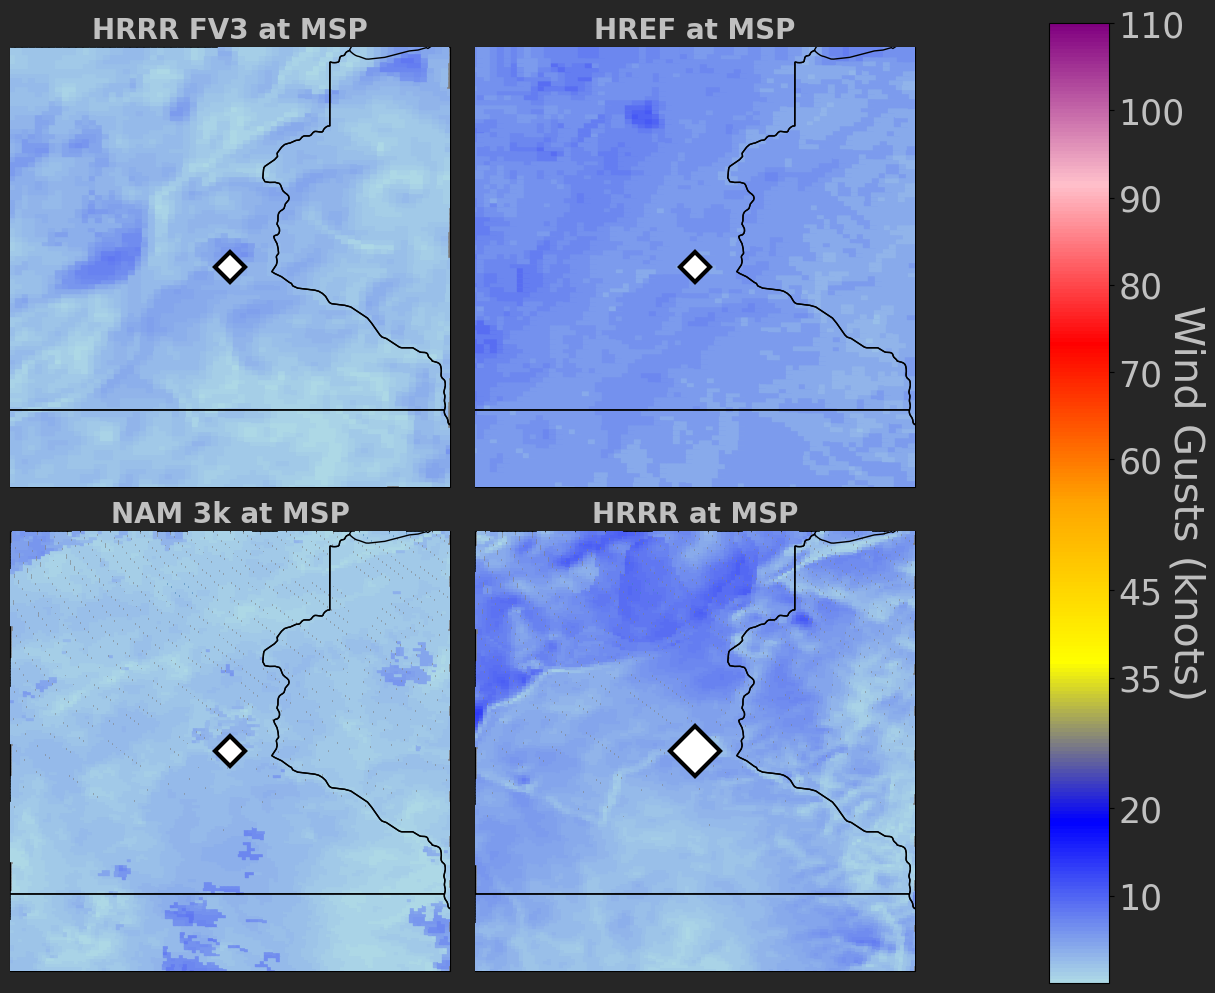 HRRR FV3 at MSP
HREF at MSP
NAM 3k at MSP
HRRR at MSP
110
100
90
80
70
60
45
35
20
10
Wind Gusts (knots)